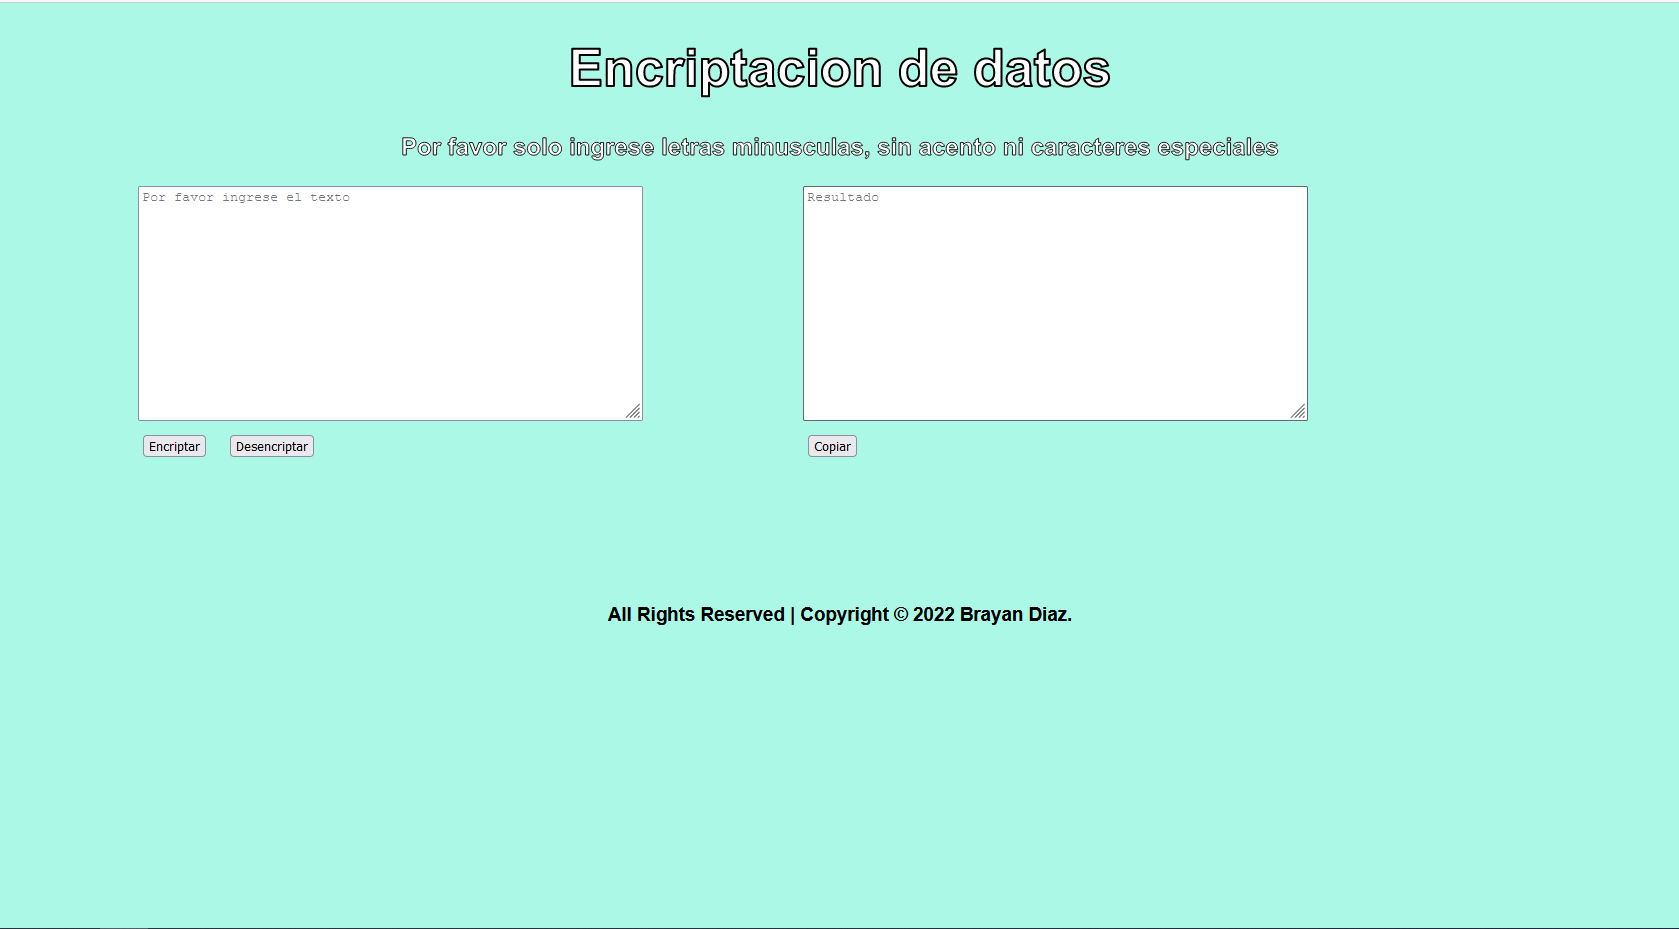 Encriptacion de datos
Por favor solo ingrese letras minusculas, sin acento ni caracteres especiales
Por favor ingrese el texto
Resultado
Encriptar
Desencriptar
Copiar
All Rights Reserved | Copyright © 2022 Brayan Diaz.